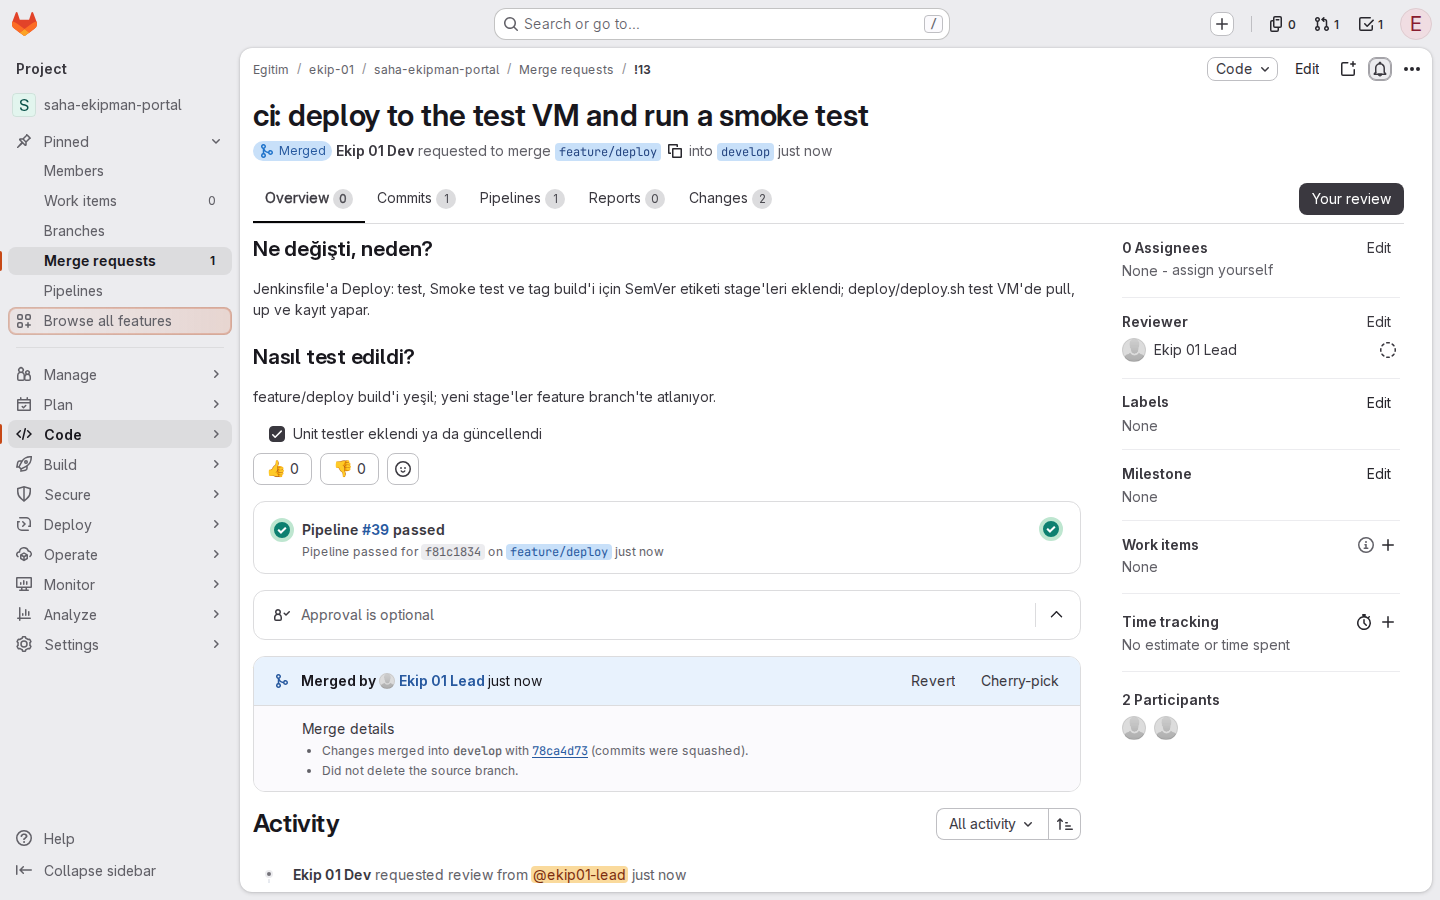 Search or go to...
/
0
1
1
E
Project
S
saha-ekipman-portal
Pinned
Members
Work items
0
Branches
Merge requests
1
Pipelines
Browse all features
Manage
Plan
Code
Build
Secure
Deploy
Operate
Monitor
Analyze
Settings
Help
Collapse sidebar
Egitim / ekip-01 / saha-ekipman-portal / Merge requests / !13
Code
Edit
ci: deploy to the test VM and run a smoke test
Merged Ekip 01 Dev requested to merge feature/deploy into develop just now
Overview 0
Commits 1
Pipelines 1
Reports 0
Changes 2
Your review
Ne değişti, neden?
Jenkinsfile'a Deploy: test, Smoke test ve tag build'i için SemVer etiketi stage'leri eklendi; deploy/deploy.sh test VM'de pull,
up ve kayıt yapar.
Nasıl test edildi?
feature/deploy build'i yeşil; yeni stage'ler feature branch'te atlanıyor.
Unit testler eklendi ya da güncellendi
👍 0
👎 0
Pipeline #39 passed
Pipeline passed for f81c1834 on feature/deploy just now
Approval is optional
Merged by Ekip 01 Lead just now
Revert
Cherry-pick
Merge details
• Changes merged into develop with 78ca4d73 (commits were squashed).
• Did not delete the source branch.
Activity
All activity
Ekip 01 Dev requested review from @ekip01-lead just now
0 Assignees
Edit
None - assign yourself
Reviewer
Edit
Ekip 01 Lead
Labels
Edit
None
Milestone
Edit
None
Work items
None
Time tracking
No estimate or time spent
2 Participants